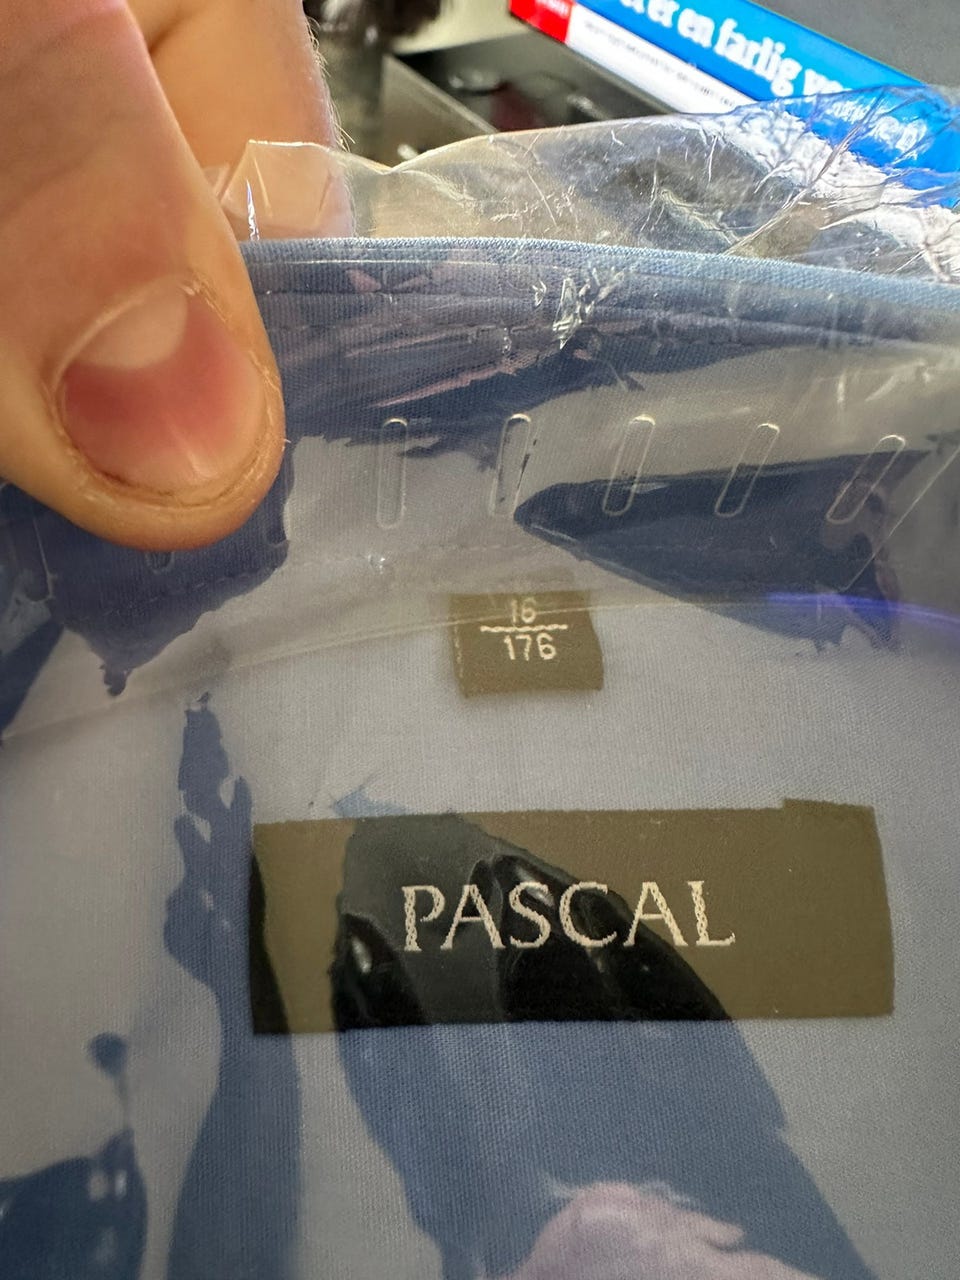 er en farlig
16
176
PASCAL